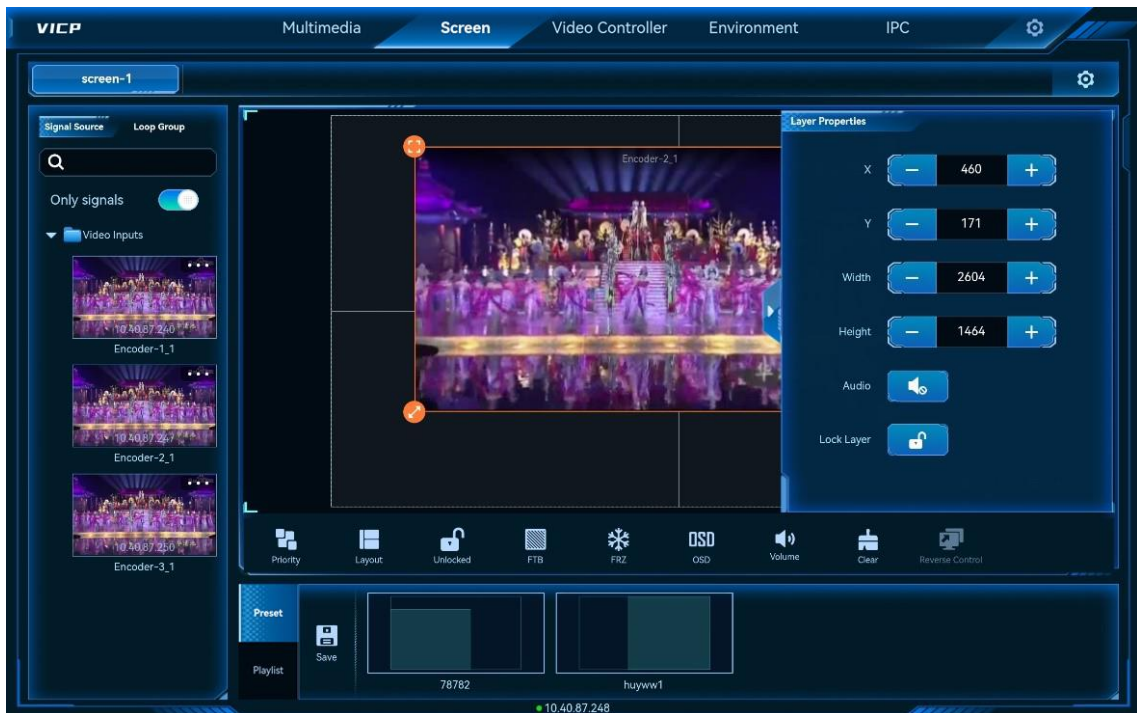 VICP
Multimedia
Screen
Video Controller
Environment
IPC
screen-1
Signal Source
Loop Group
Only signals
Video Inputs
10.40.87.240
Encoder-1_1
10.40.87.247
Encoder-2_1
10.40.87.250
Encoder-3_1
Encoder-2_1
Layer Properties
X
460
Y
171
Width
2604
Height
1464
Audio
Lock Layer
Priority
Layout
Unlocked
FTB
FRZ
OSD
OSD
Volume
Clear
Reverse Control
Preset
Playlist
Save
78782
huyww1
10.40.87.248